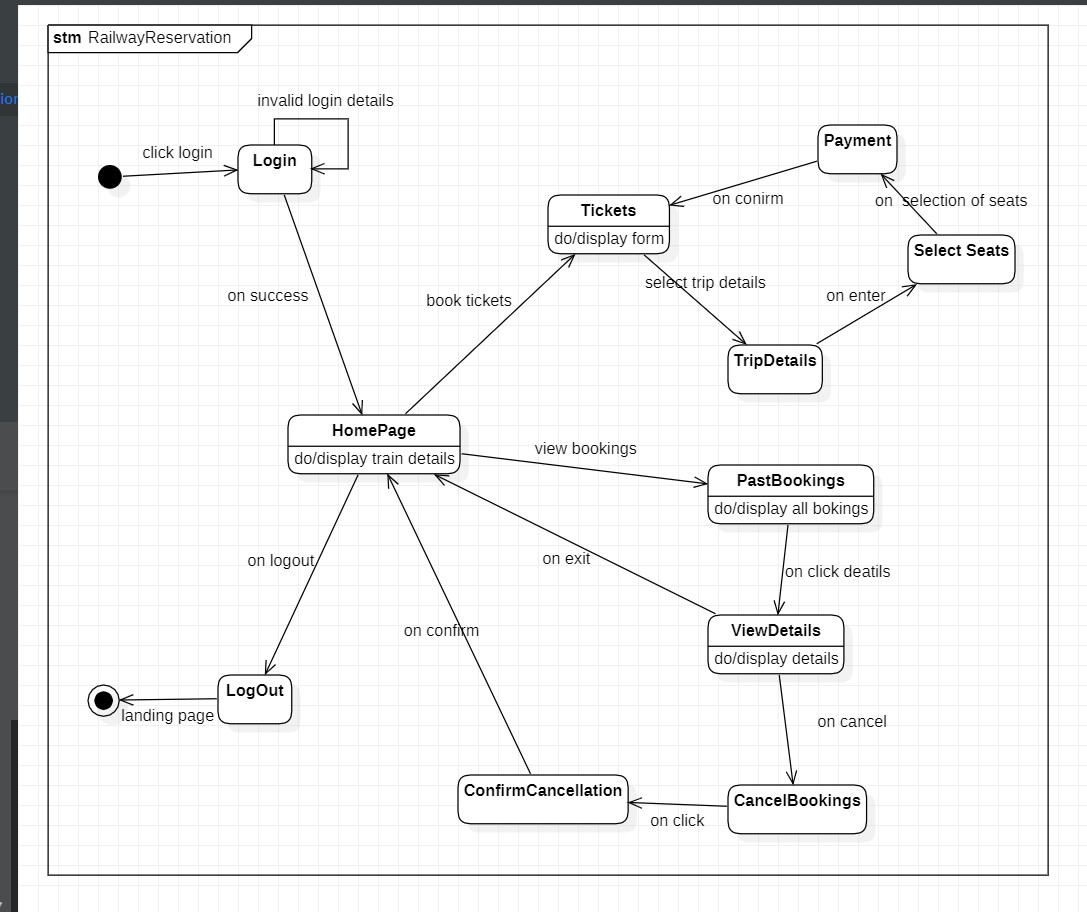 stm RailwayReservation
invalid login details
click login
Login
Payment
on conirm
on selection of seats
Tickets
do/display form
Select Seats
select trip details
on success
book tickets
on enter
TripDetails
HomePage
do/display train details
view bookings
PastBookings
do/display all bokings
on exit
on logout
on click deatils
on confirm
ViewDetails
do/display details
LogOut
landing page
on cancel
ConfirmCancellation
CancelBookings
on click